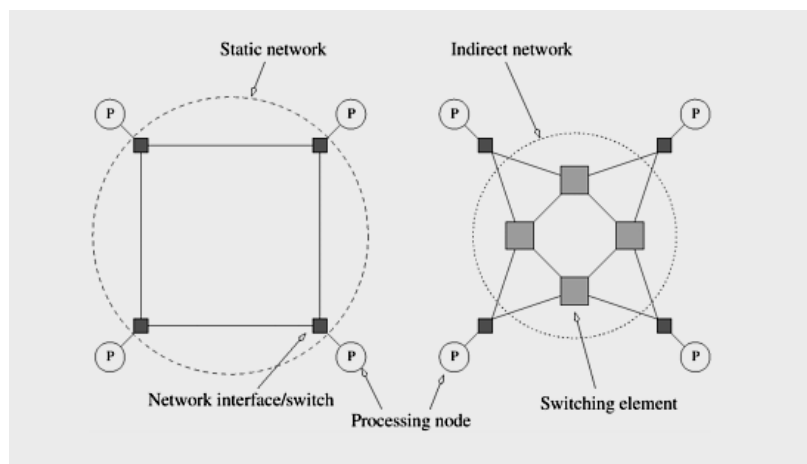 Static network
Indirect network
P
P
P
P
P
P
P
P
Network interface/switch
Processing node
Switching element